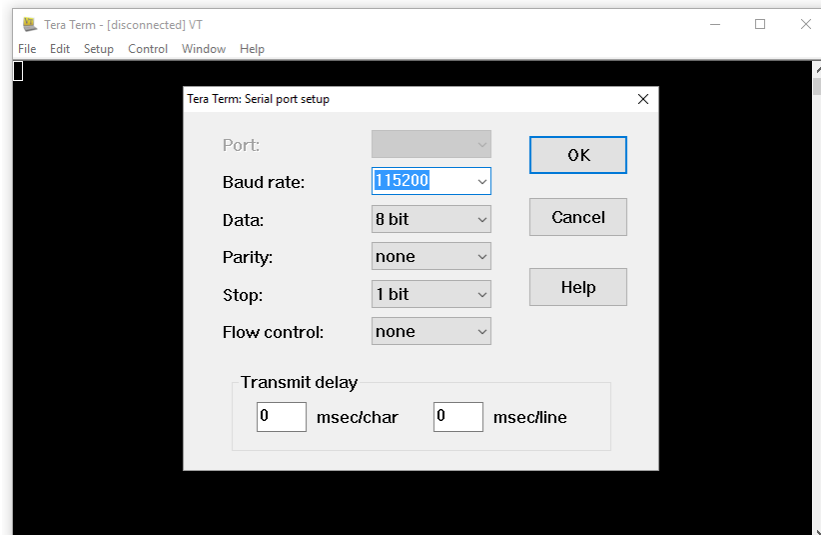 Tera Term - [disconnected] VT
File Edit Setup Control Window Help
Tera Term: Serial port setup
Port:
OK
Baud rate: 115200
Data: 8 bit
Cancel
Parity: none
Stop: 1 bit
Help
Flow control: none
Transmit delay
0 msec/char 0 msec/line